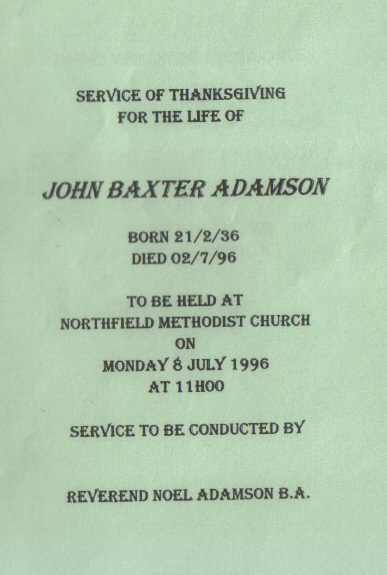 SERVICE OF THANKSGIVING
FOR THE LIFE OF
JOHN BAXTER ADAMSON
BORN 21/2/36
DIED 02/7/96
TO BE HELD AT
NORTHFIELD METHODIST CHURCH
ON
MONDAY 8 JULY 1996
AT 11H00
SERVICE TO BE CONDUCTED BY
REVEREND NOEL ADAMSON B.A.